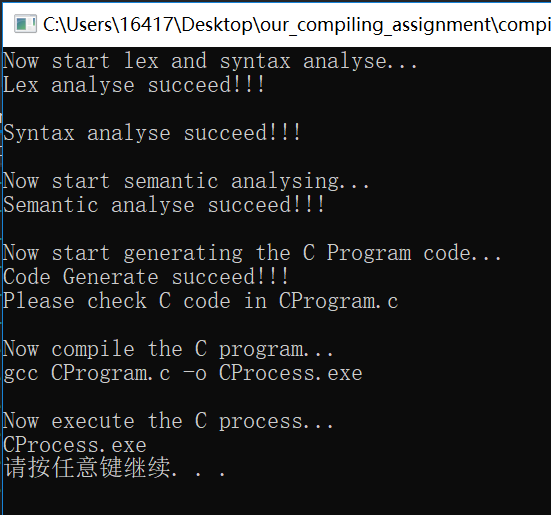 C:\Users\16417\Desktop\our_compiling_assignment\compi
Now start lex and syntax analyse...
Lex analyse succeed!!!
Syntax analyse succeed!!!
Now start semantic analysing...
Semantic analyse succeed!!!
Now start generating the C Program code...
Code Generate succeed!!!
Please check C code in CProgram.c
Now compile the C program...
gcc CProgram.c -o CProcess.exe
Now execute the C process...
CProcess.exe
请按任意键继续. . .